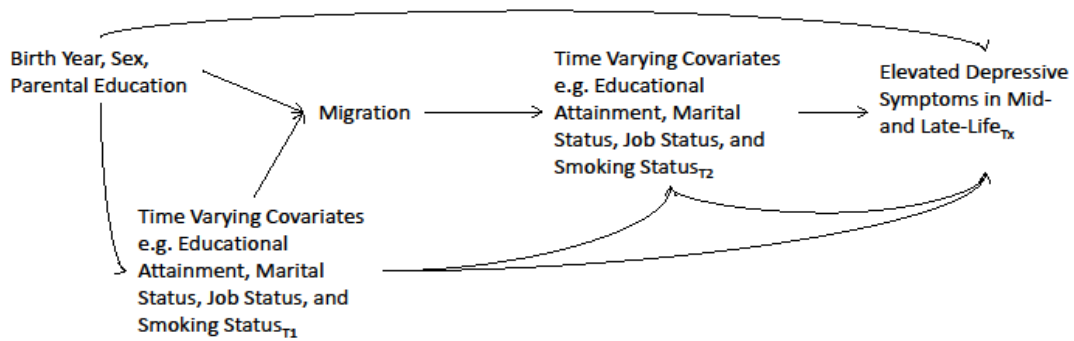 Birth Year, Sex,
Parental Education
Migration
Time Varying Covariates
e.g. Educational
Attainment, Marital
Status, Job Status, and
Smoking StatusT2
Elevated Depressive
Symptoms in Mid-
and Late-LifeTx
Time Varying Covariates
e.g. Educational
Attainment, Marital
Status, Job Status, and
Smoking StatusT1